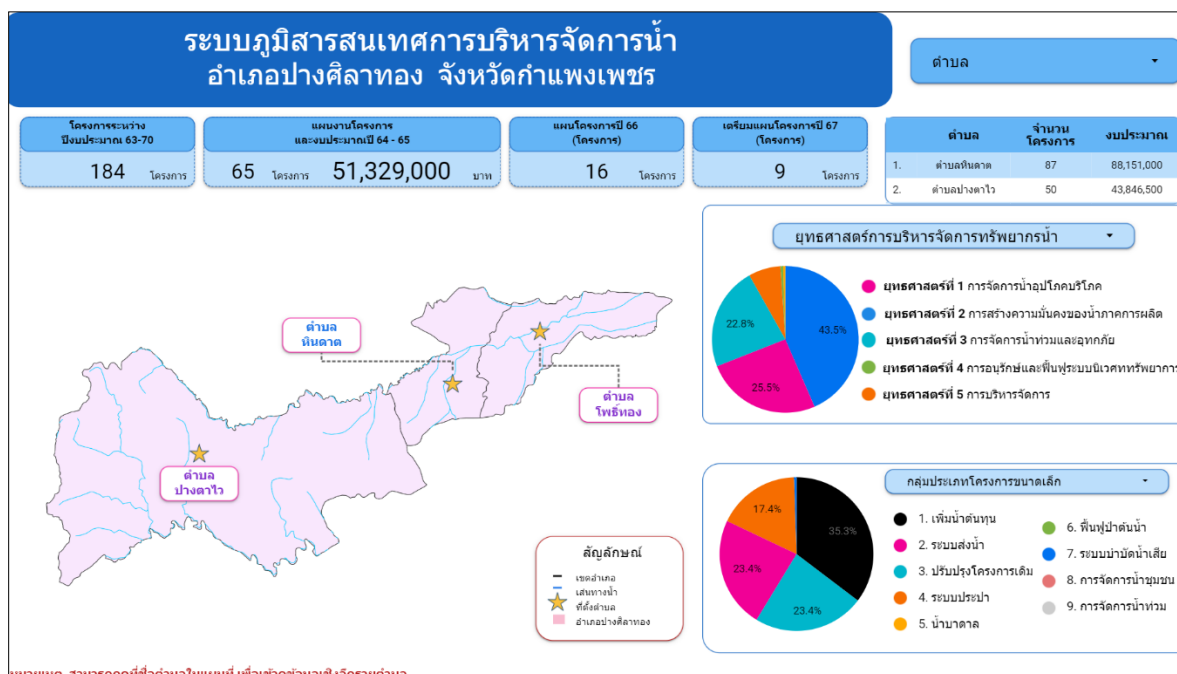 ระบบภูมิสารสนเทศการบริหารจัดการน้ำ
อำเภอปางศิลาทอง จังหวัดกำแพงเพชร
ตำบล
โครงการระหว่าง
ปีงบประมาณ 63-70
184 โครงการ
แผนงานโครงการ
และงบประมาณปี 64 - 65
65 โครงการ 51,329,000 บาท
แผนโครงการปี 66
(โครงการ)
16 โครงการ
เตรียมแผนโครงการปี 67
(โครงการ)
9 โครงการ
ตำบล จำนวนโครงการ งบประมาณ
1. ตำบลหินดาต 87 88,151,000
2. ตำบลปางตาไว 50 43,846,500
ยุทธศาสตร์การบริหารจัดการทรัพยากรน้ำ
43.5%
25.5%
22.8%
ยุทธศาสตร์ที่ 1 การจัดการน้ำอุปโภคบริโภค
ยุทธศาสตร์ที่ 2 การสร้างความมั่นคงของน้ำภาคการผลิต
ยุทธศาสตร์ที่ 3 การจัดการน้ำท่วมและอุทกภัย
ยุทธศาสตร์ที่ 4 การอนุรักษ์และฟื้นฟูระบบนิเวศททรัพยาการ
ยุทธศาสตร์ที่ 5 การบริหารจัดการ
ตำบล
หินดาต
ตำบล
โพธิ์ทอง
ตำบล
ปางตาไว
สัญลักษณ์
เขตอำเภอ
เส้นทางน้ำ
ที่ตั้งตำบล
อำเภอปางศิลาทอง
กลุ่มประเภทโครงการขนาดเล็ก
35.3%
23.4%
23.4%
17.4%
1. เพิ่มน้ำต้นทุน
2. ระบบส่งน้ำ
3. ปรับปรุงโครงการเดิม
4. ระบบประปา
5. น้ำบาดาล
6. ฟื้นฟูป่าต้นน้ำ
7. ระบบบำบัดน้ำเสีย
8. การจัดการน้ำชุมชน
9. การจัดการน้ำท่วม